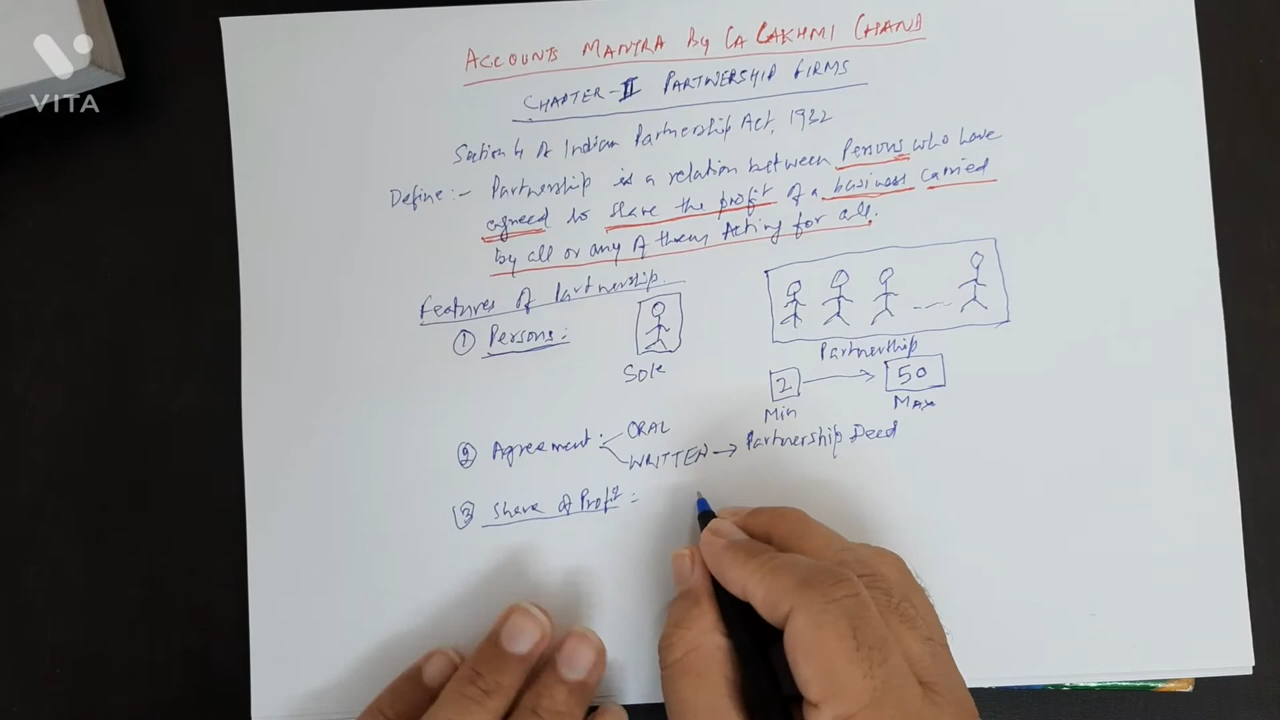 VITA
ACCOUNTS MANTRA By CA LAKHMI CHAND
CHAPTER-II PARTNERSHIP FIRMS
Section 4 of Indian Partnership Act, 1932
Define:- Partnership is a relation between Persons who have
agreed to share the profit of a business carried
by all or any of them Acting for all.
Features of Partnership.
① Persons:
Sole
Partnership
2 → 50
Min Max
② Agreement: ORAL
WRITTEN → Partnership Deed
③ Share of Profit: